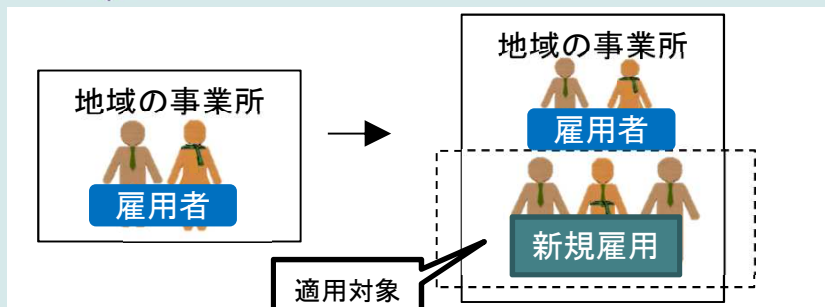 地域の事業所
雇用者
地域の事業所
雇用者
新規雇用
適用対象